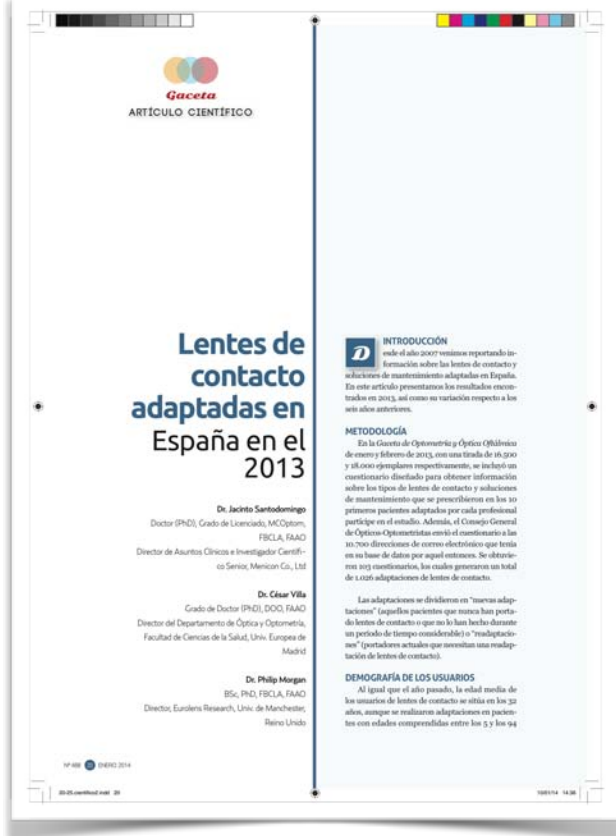 Gaceta
ARTÍCULO CIENTÍFICO
Lentes de
contacto
adaptadas en
España en el
2013
Dr. Jacinto Santodomingo
Doctor (PhD), Grado de Licenciado, MCOptom,
FBCLA, FAAO
Director de Asuntos Clínicos e Investigador Científi-
co Senior, Menicon Co., Ltd
Dr. César Villa
Grado de Doctor (PhD), DOO, FAAO
Director del Departamento de Óptica y Optometría,
Facultad de Ciencias de la Salud, Univ. Europea de
Madrid
Dr. Philip Morgan
BSc, PhD, FBCLA, FAAO
Director, Eurolens Research, Univ. de Manchester,
Reino Unido
INTRODUCCIÓN
D
esde el año 2007 venimos reportando in-
formación sobre las lentes de contacto y
soluciones de mantenimiento adaptadas en España.
En este artículo presentamos los resultados encon-
trados en 2013, así como su variación respecto a los
seis años anteriores.
METODOLOGÍA
En la Gaceta de Optometría y Óptica Oftálmica
de enero y febrero de 2013, con una tirada de 16.500
y 18.000 ejemplares respectivamente, se incluyó un
cuestionario diseñado para obtener información
sobre los tipos de lentes de contacto y soluciones
de mantenimiento que se prescribieron en los 10
primeros pacientes adaptados por cada profesional
partícipe en el estudio. Además, el Consejo General
de Ópticos-Optometristas envió el cuestionario a las
10.700 direcciones de correo electrónico que tenía
en su base de datos por aquel entonces. Se obtuvie-
ron 103 cuestionarios, los cuales generaron un total
de 1.026 adaptaciones de lentes de contacto.
Las adaptaciones se dividieron en “nuevas adap-
taciones” (aquellos pacientes que nunca han porta-
do lentes de contacto o que no lo han hecho durante
un periodo de tiempo considerable) o “readaptacio-
nes” (portadores actuales que necesitan una readap-
tación de lentes de contacto).
DEMOGRAFÍA DE LOS USUARIOS
Al igual que el año pasado, la edad media de
los usuarios de lentes de contacto se sitúa en los 32
años, aunque se realizaron adaptaciones en pacien-
tes con edades comprendidas entre los 5 y los 94
Nº 488 ENERO 2014
10/01/14 14:36